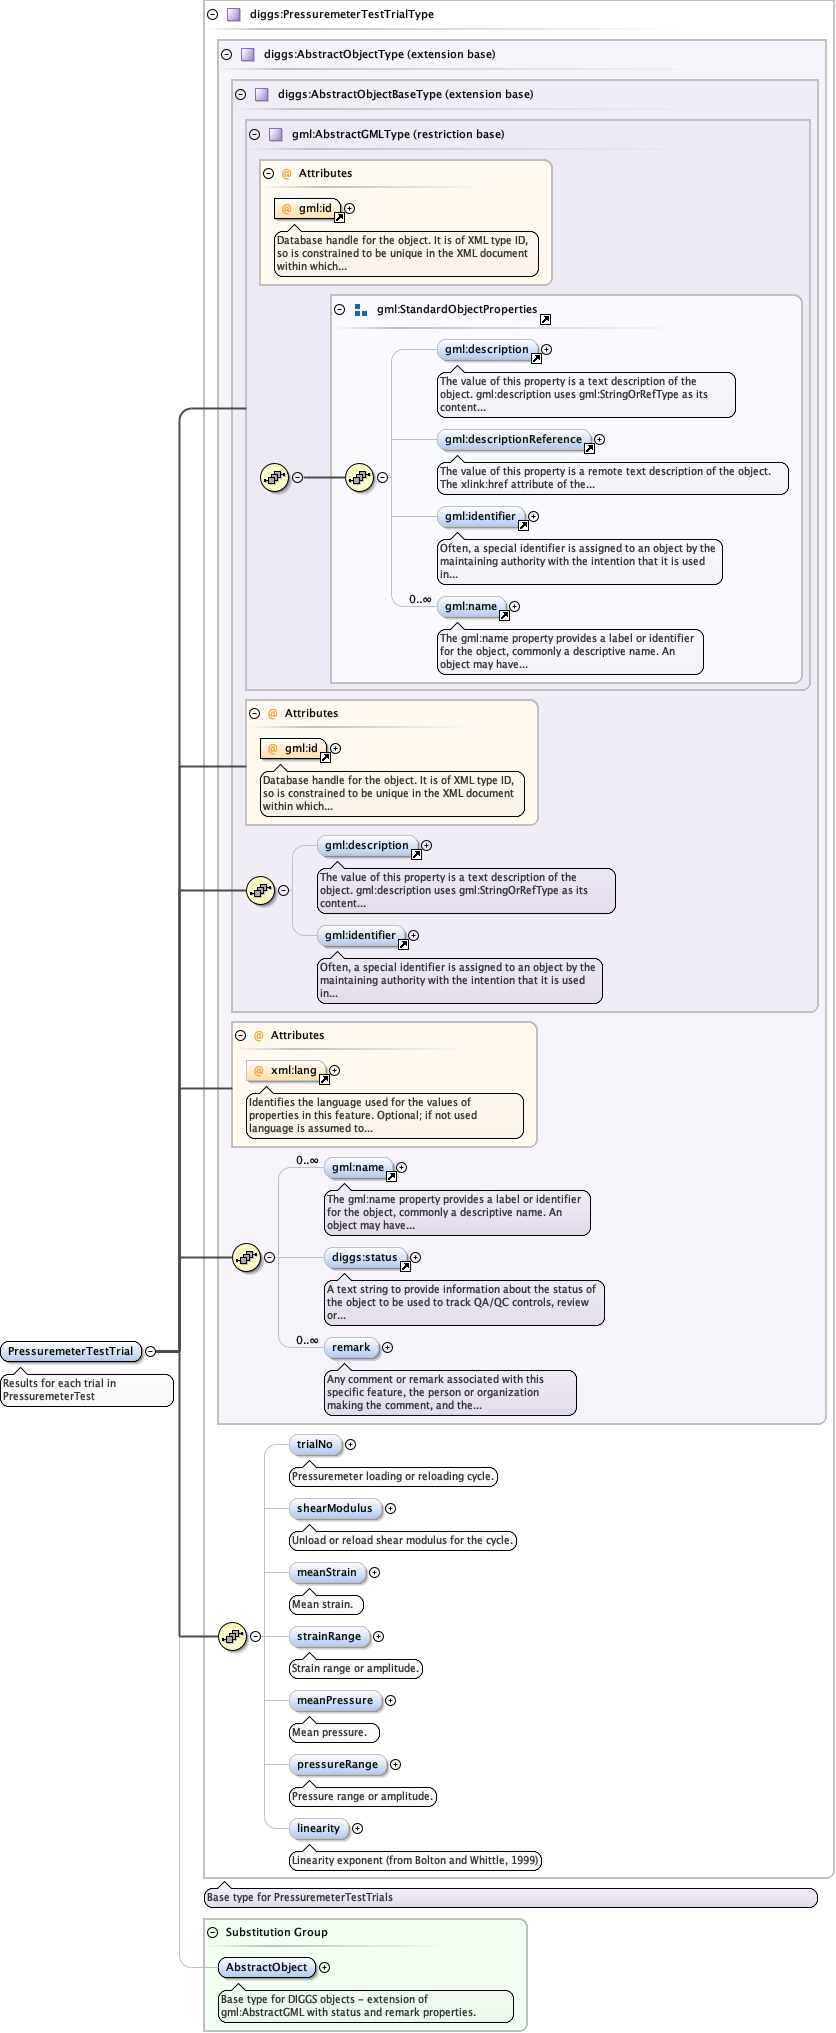 diggs:PressuremeterTestTrialType
diggs:AbstractObjectType (extension base)
diggs:AbstractObjectBaseType (extension base)
gml:AbstractGMLType (restriction base)
@ Attributes
@ gml:id
Database handle for the object. It is of XML type ID,
so is constrained to be unique in the XML document
within which...
gml:StandardObjectProperties
gml:description
The value of this property is a text description of the
object. gml:description uses gml:StringOrRefType as its
content...
gml:descriptionReference
The value of this property is a remote text description of the object.
The xlink:href attribute of the...
gml:identifier
Often, a special identifier is assigned to an object by the
maintaining authority with the intention that it is used
in...
0..∞
gml:name
The gml:name property provides a label or identifier
for the object, commonly a descriptive name. An
object may have...
@ Attributes
@ gml:id
Database handle for the object. It is of XML type ID,
so is constrained to be unique in the XML document
within which...
gml:description
The value of this property is a text description of the
object. gml:description uses gml:StringOrRefType as its
content...
gml:identifier
Often, a special identifier is assigned to an object by the
maintaining authority with the intention that it is used
in...
@ Attributes
@ xml:lang
Identifies the language used for the values of
properties in this feature. Optional; if not used
language is assumed to...
0..∞
gml:name
The gml:name property provides a label or identifier
for the object, commonly a descriptive name. An
object may have...
diggs:status
A text string to provide information about the status of
the object to be used to track QA/QC controls, review
or...
0..∞
remark
Any comment or remark associated with this
specific feature, the person or organization
making the comment, and the...
PressuremeterTestTrial
Results for each trial in
PressuremeterTest
trialNo
Pressuremeter loading or reloading cycle.
shearModulus
Unload or reload shear modulus for the cycle.
meanStrain
Mean strain.
strainRange
Strain range or amplitude.
meanPressure
Mean pressure.
pressureRange
Pressure range or amplitude.
linearity
Linearity exponent (from Bolton and Whittle, 1999)
Base type for PressuremeterTestTrials
Substitution Group
AbstractObject
Base type for DIGGS objects - extension of
gml:AbstractGML with status and remark properties.